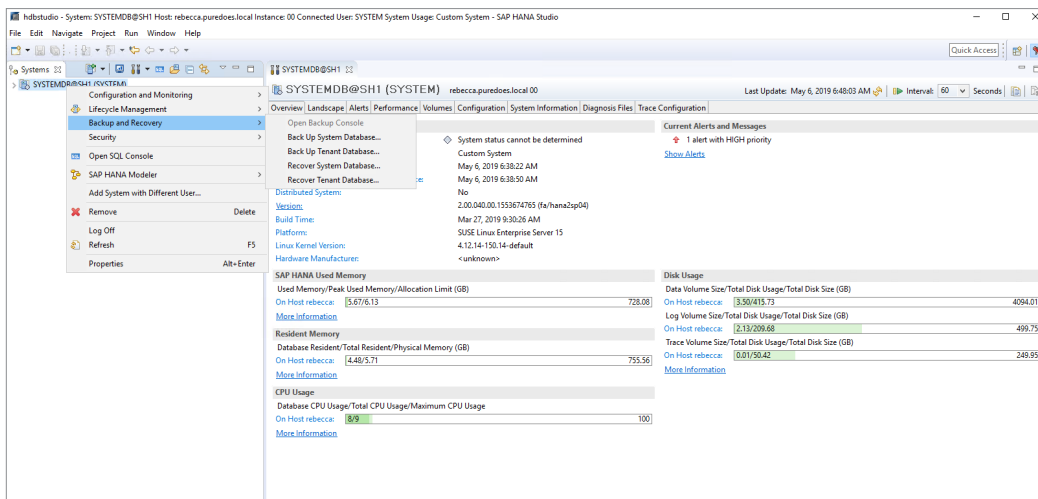 hdbstudio - System: SYSTEMDB@SH1 Host: rebecca.puredoes.local Instance: 00 Connected User: SYSTEM System Usage: Custom System - SAP HANA Studio
File Edit Navigate Project Run Window Help
Quick Access
Systems
SYSTEMDB@SH1 (SYSTEM)
Configuration and Monitoring
Lifecycle Management
Backup and Recovery
Security
Open SQL Console
SAP HANA Modeler
Add System with Different User...
Remove Delete
Log Off
Refresh F5
Properties Alt+Enter
Open Backup Console
Back Up System Database...
Back Up Tenant Database...
Recover System Database...
Recover Tenant Database...
SYSTEMDB@SH1
SYSTEMDB@SH1 (SYSTEM) rebecca.puredoes.local 00
Last Update: May 6, 2019 6:48:03 AM Interval: 60 Seconds
Overview Landscape Alerts Performance Volumes Configuration System Information Diagnosis Files Trace Configuration
System status cannot be determined
Custom System
May 6, 2019 6:38:22 AM
May 6, 2019 6:38:50 AM
Distributed System: No
Version: 2.00.040.00.1553674765 (fa/hana2sp04)
Build Time: Mar 27, 2019 9:30:26 AM
Platform: SUSE Linux Enterprise Server 15
Linux Kernel Version: 4.12.14-150.14-default
Hardware Manufacturer: <unknown>
Current Alerts and Messages
1 alert with HIGH priority
Show Alerts
SAP HANA Used Memory
Used Memory/Peak Used Memory/Allocation Limit (GB)
On Host rebecca: 5.67/6.13 728.08
More Information
Resident Memory
Database Resident/Total Resident/Physical Memory (GB)
On Host rebecca: 4.48/5.71 755.56
More Information
CPU Usage
Database CPU Usage/Total CPU Usage/Maximum CPU Usage
On Host rebecca: 8/9 100
More Information
Disk Usage
Data Volume Size/Total Disk Usage/Total Disk Size (GB)
On Host rebecca: 3.50/415.73 4094.01
Log Volume Size/Total Disk Usage/Total Disk Size (GB)
On Host rebecca: 2.13/209.68 499.75
Trace Volume Size/Total Disk Usage/Total Disk Size (GB)
On Host rebecca: 0.01/50.42 249.95
More Information